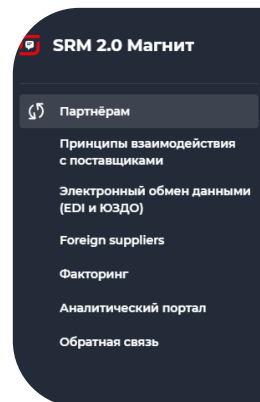 SRM 2.0 Магнит
Партнёрам
Принципы взаимодействия
с поставщиками
Электронный обмен данными
(EDI и ЮЗДО)
Foreign suppliers
Факторинг
Аналитический портал
Обратная связь